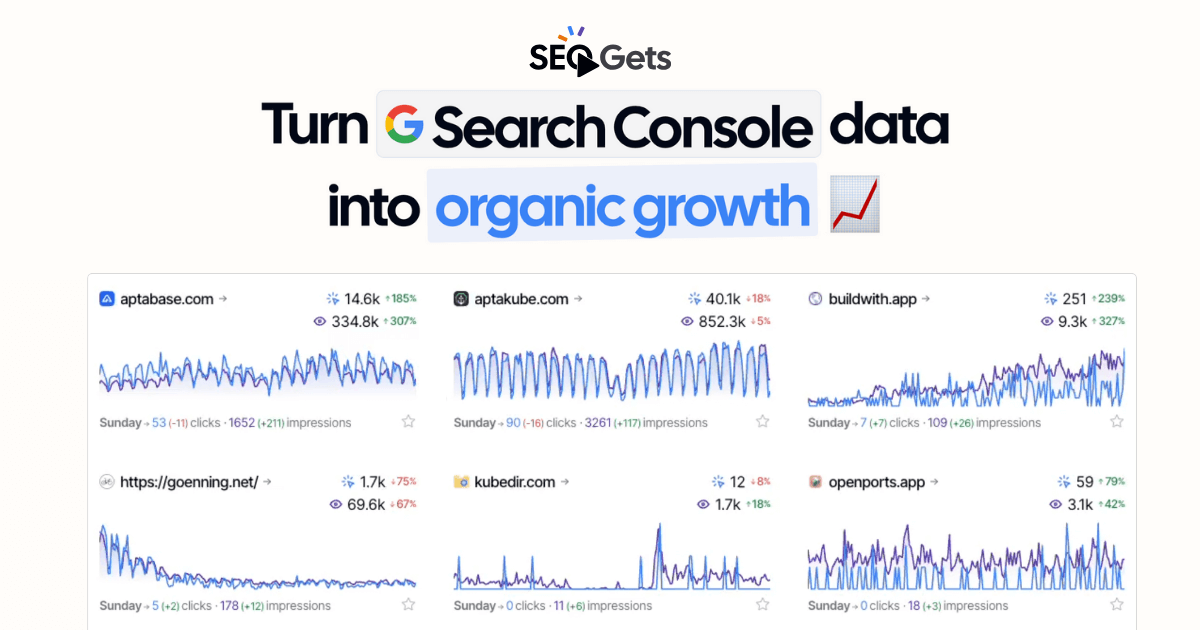 SEO Gets
Turn G Search Console data
into organic growth
aptabase.com → 14.6k ↑185%
334.8k ↑307%
Sunday → 53 (-11) clicks · 1652 (+211) impressions
aptakube.com → 40.1k ↓18%
852.3k ↓5%
Sunday → 90 (-16) clicks · 3261 (+117) impressions
buildwith.app → 251 ↑239%
9.3k ↑327%
Sunday → 7 (+7) clicks · 109 (+26) impressions
https://goenning.net/ → 1.7k ↓75%
69.6k ↓67%
Sunday → 5 (+2) clicks · 178 (+12) impressions
kubedir.com → 12 ↓8%
1.7k ↑18%
Sunday → 0 clicks · 11 (+6) impressions
openports.app → 59 ↑79%
3.1k ↑42%
Sunday → 0 clicks · 18 (+3) impressions